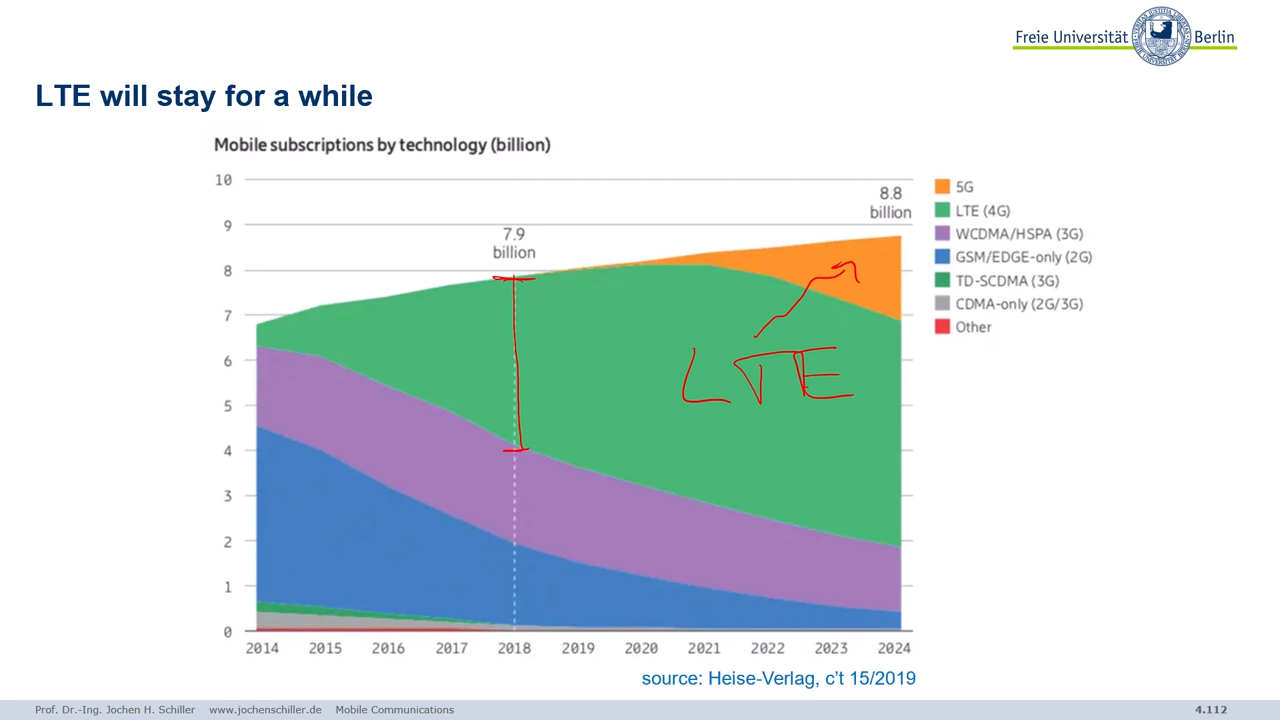 Freie Universität Berlin
LTE will stay for a while
Mobile subscriptions by technology (billion)
10
9
8
7
6
5
4
3
2
1
0
7.9
billion
8.8
billion
LTE
2014 2015 2016 2017 2018 2019 2020 2021 2022 2023 2024
5G
LTE (4G)
WCDMA/HSPA (3G)
GSM/EDGE-only (2G)
TD-SCDMA (3G)
CDMA-only (2G/3G)
Other
source: Heise-Verlag, c't 15/2019
Prof. Dr.-Ing. Jochen H. Schiller www.jochenschiller.de Mobile Communications 4.112